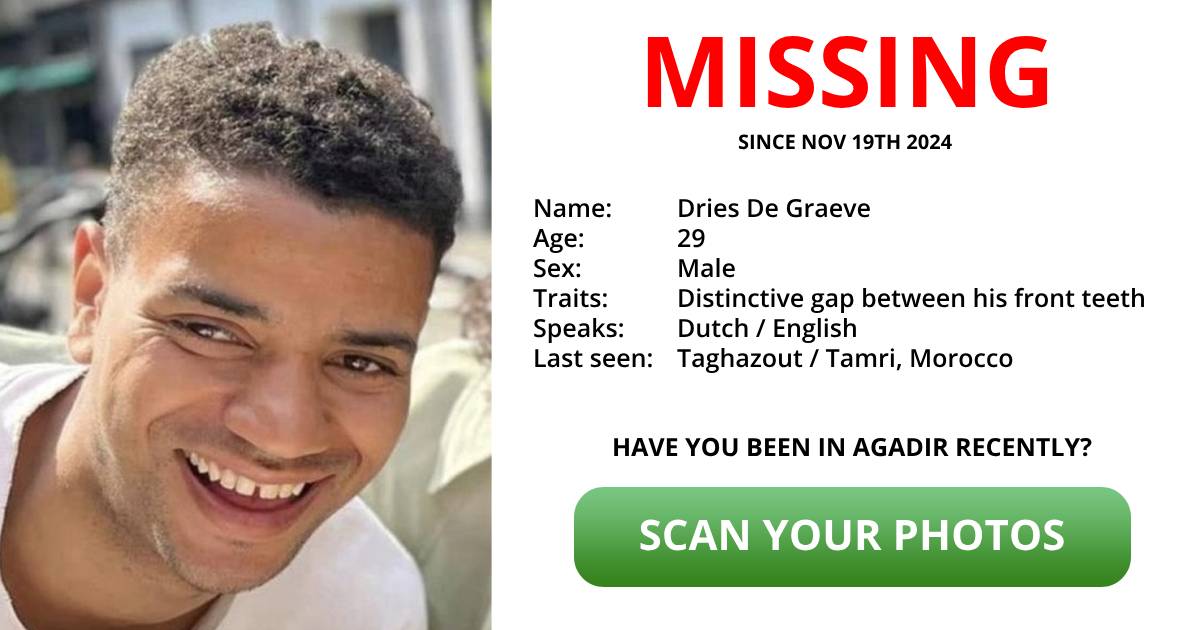 MISSING
SINCE NOV 19TH 2024
Name: Dries De Graeve
Age: 29
Sex: Male
Traits: Distinctive gap between his front teeth
Speaks: Dutch / English
Last seen: Taghazout / Tamri, Morocco
HAVE YOU BEEN IN AGADIR RECENTLY?
SCAN YOUR PHOTOS